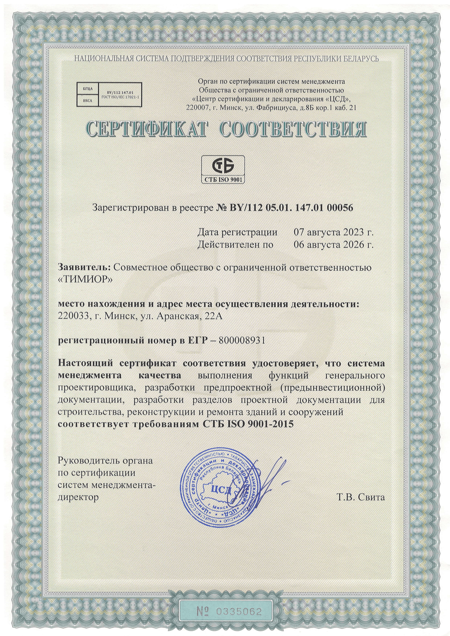 НАЦИОНАЛЬНАЯ СИСТЕМА ПОДТВЕРЖДЕНИЯ СООТВЕТСТВИЯ РЕСПУБЛИКИ БЕЛАРУСЬ
BY/112 147.01
Орган по сертификации систем менеджмента
Общества с ограниченной ответственностью
«Центр сертификации и декларирования «ЦСД»,
220007, г. Минск, ул. Фабрициуса, д.8Б кор.1 каб. 21
СЕРТИФИКАТ СООТВЕТСТВИЯ
СТБ
СТБ ISO 9001
Зарегистрирован в реестре № BY/112 05.01. 147.01 00056
Дата регистрации 07 августа 2023 г.
Действителен по 06 августа 2026 г.
Заявитель: Совместное общество с ограниченной ответственностью
«ТИМИОР»
место нахождения и адрес места осуществления деятельности:
220033, г. Минск, ул. Аранская, 22А
регистрационный номер в ЕГР – 800008931
Настоящий сертификат соответствия удостоверяет, что система
менеджмента качества выполнения функций генерального
проектировщика, разработки предпроектной (предынвестиционной)
документации, разработки разделов проектной документации для
строительства, реконструкции и ремонта зданий и сооружений
соответствует требованиям СТБ ISO 9001-2015
Руководитель органа
по сертификации
систем менеджмента-
директор
ЦСД
Т.В. Свита
№ 0335062